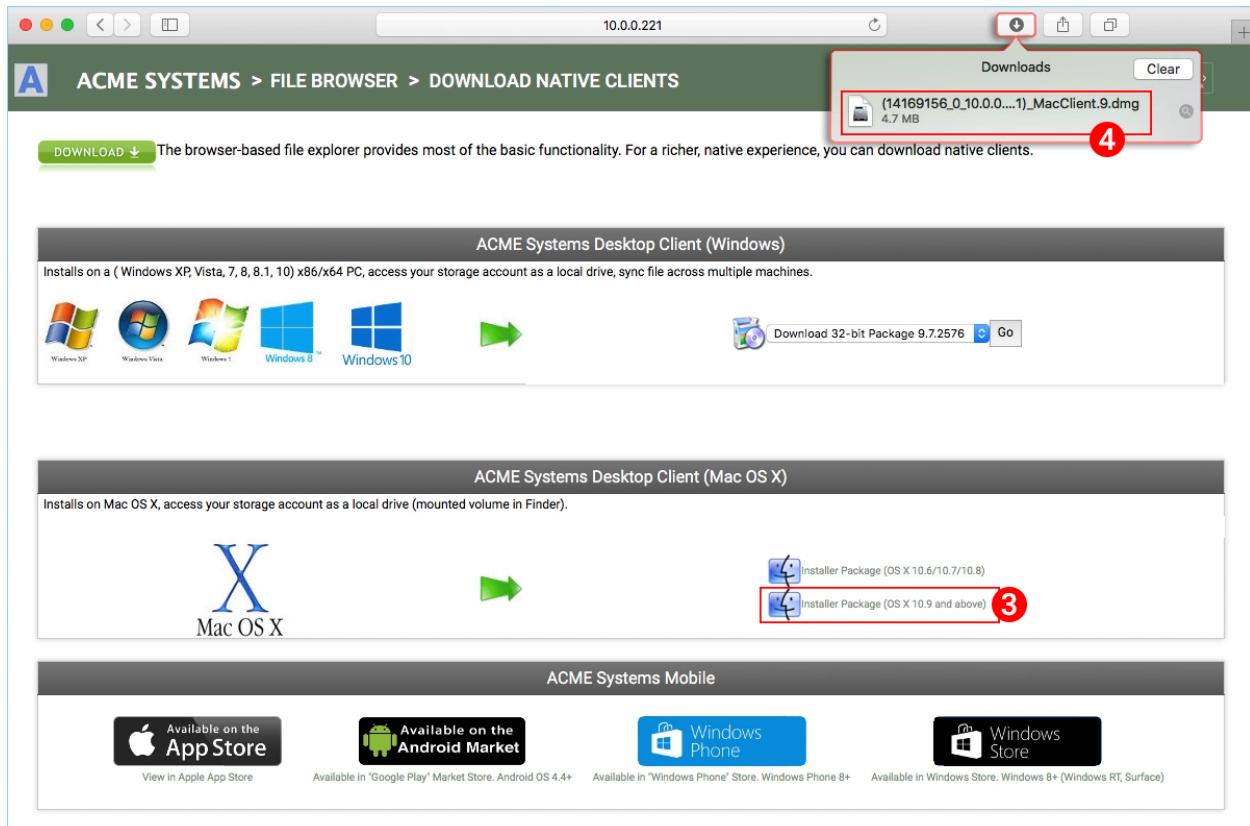 10.0.0.221
A ACME SYSTEMS > FILE BROWSER > DOWNLOAD NATIVE CLIENTS
Downloads
Clear
(14169156_0_10.0.0....1)_MacClient.9.dmg
4.7 MB
4
DOWNLOAD
The browser-based file explorer provides most of the basic functionality. For a richer, native experience, you can download native clients.
ACME Systems Desktop Client (Windows)
Installs on a ( Windows XP, Vista, 7, 8, 8.1, 10) x86/x64 PC, access your storage account as a local drive, sync file across multiple machines.
Windows XP
Windows Vista
Windows 7
Windows 8
Windows 10
Download 32-bit Package 9.7.2576
Go
ACME Systems Desktop Client (Mac OS X)
Installs on Mac OS X, access your storage account as a local drive (mounted volume in Finder).
X
Mac OS X
Installer Package (OS X 10.6/10.7/10.8)
Installer Package (OS X 10.9 and above)
3
ACME Systems Mobile
Available on the
App Store
View in Apple App Store
Available on the
Android Market
Available in "Google Play" Market Store. Android OS 4.4+
Windows
Phone
Available in "Windows Phone" Store. Windows Phone 8+
Windows
Store
Available in Windows Store. Windows 8+ (Windows RT, Surface)